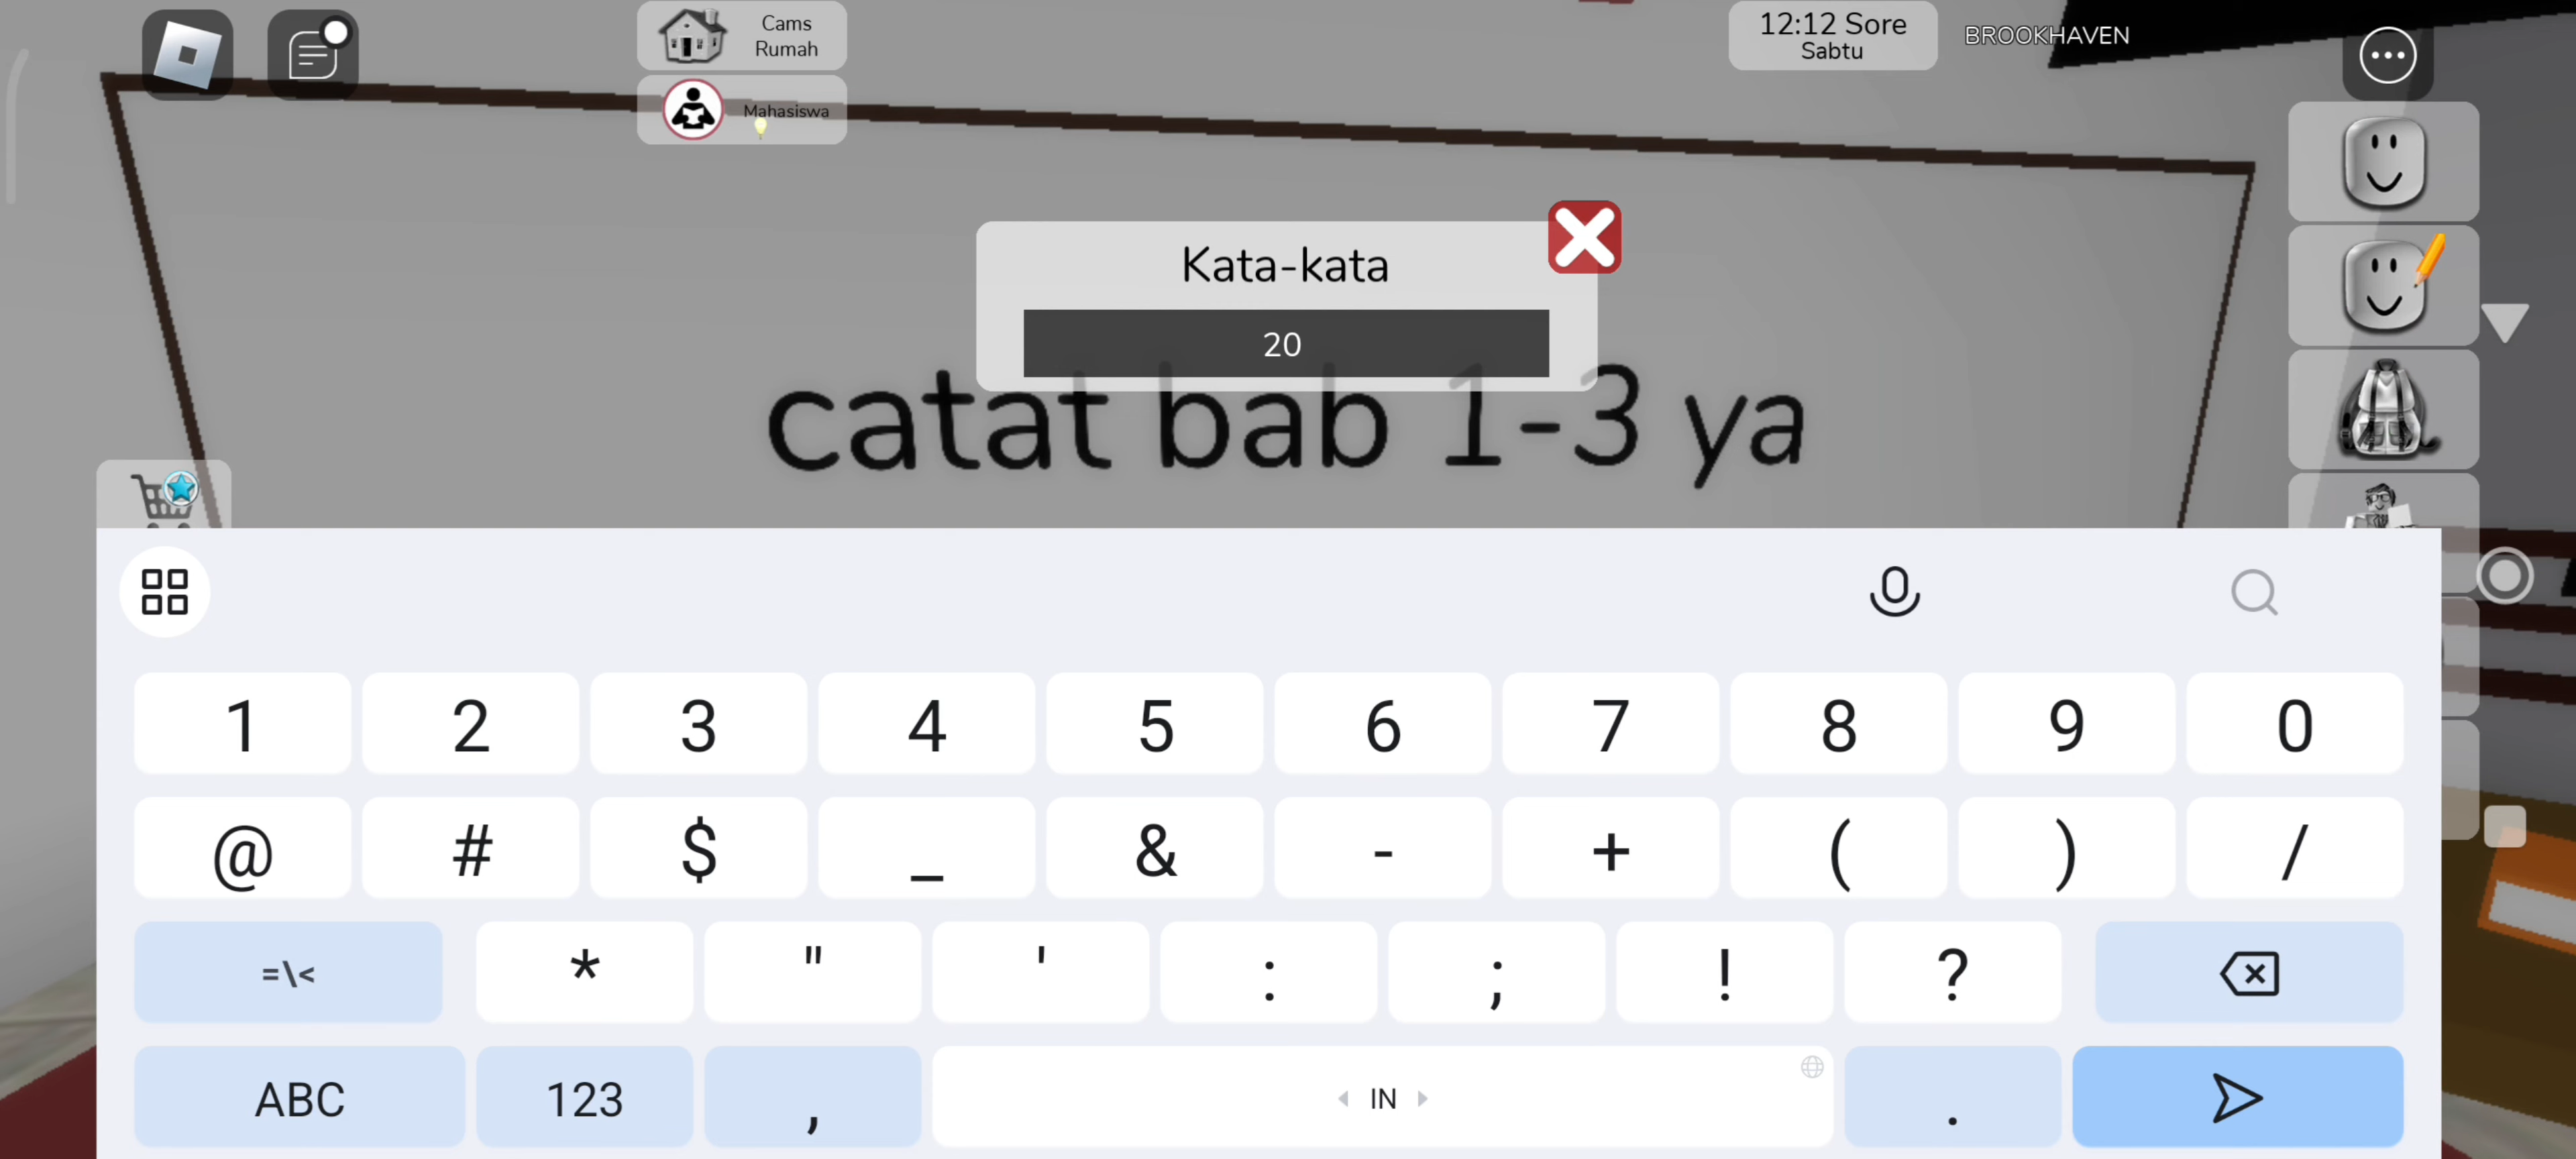 Cams
Rumah
Mahasiswa
12:12 Sore
Sabtu
BROOKHAVEN
Kata-kata
20
catat bab 1-3 ya
1 2 3 4 5 6 7 8 9 0
@ # $ _ & - + ( ) /
=\< * " ' : ; ! ?
ABC 123 , IN .